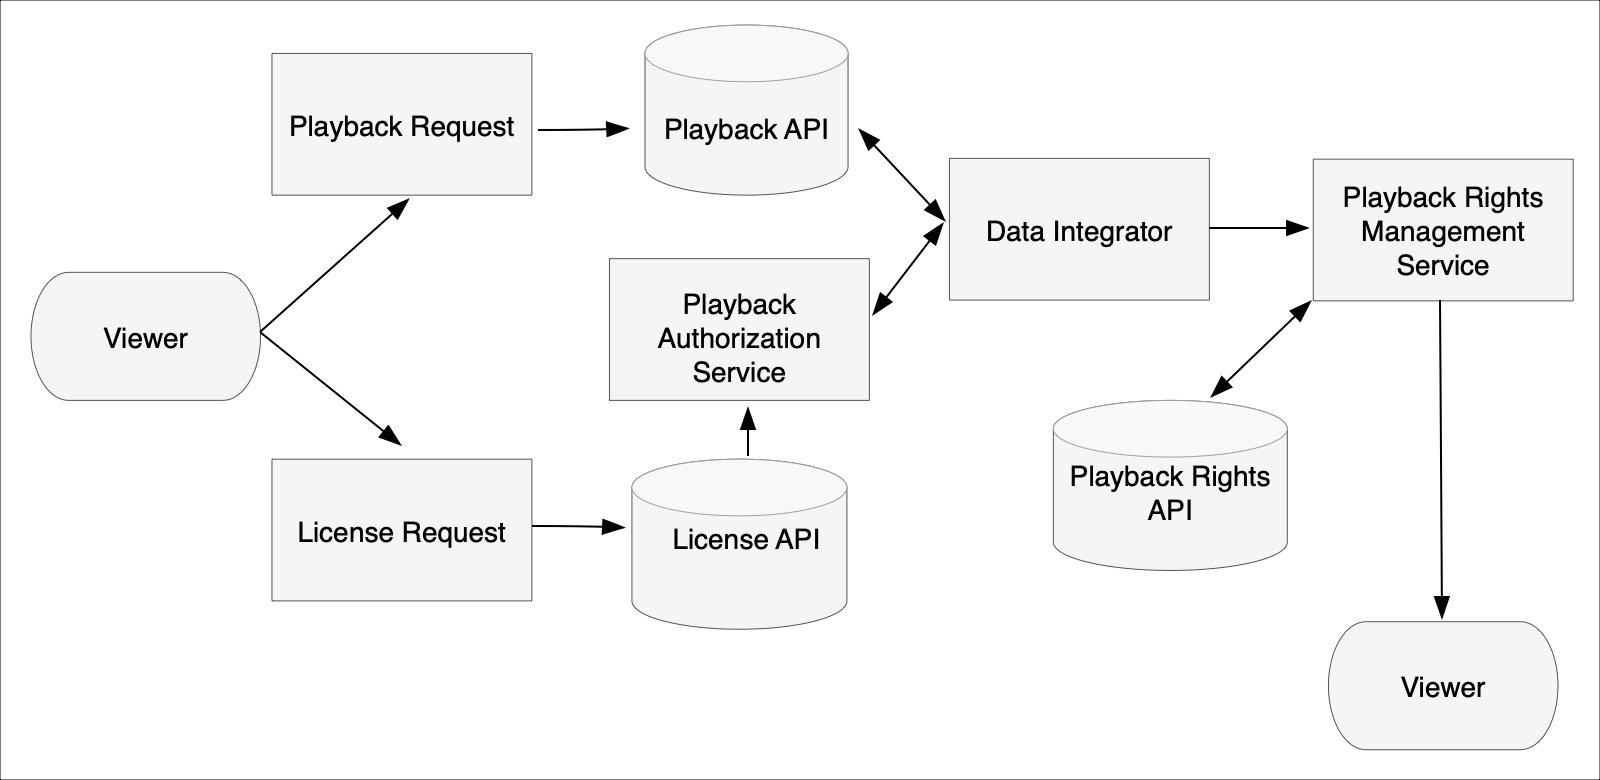 Playback Request
Playback API
Viewer
Playback
Authorization
Service
Data Integrator
Playback Rights
Management
Service
License Request
License API
Playback Rights
API
Viewer